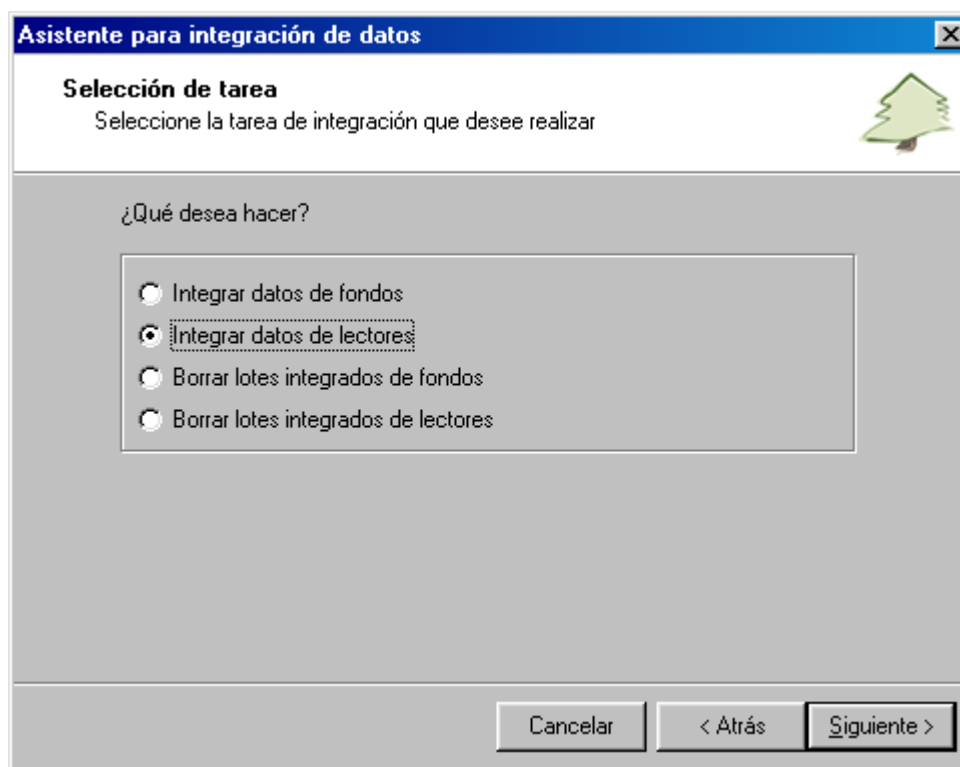 Asistente para integración de datos
Selección de tarea
Seleccione la tarea de integración que desee realizar
¿Qué desea hacer?
Integrar datos de fondos
Integrar datos de lectores
Borrar lotes integrados de fondos
Borrar lotes integrados de lectores
Cancelar < Atrás Siguiente >